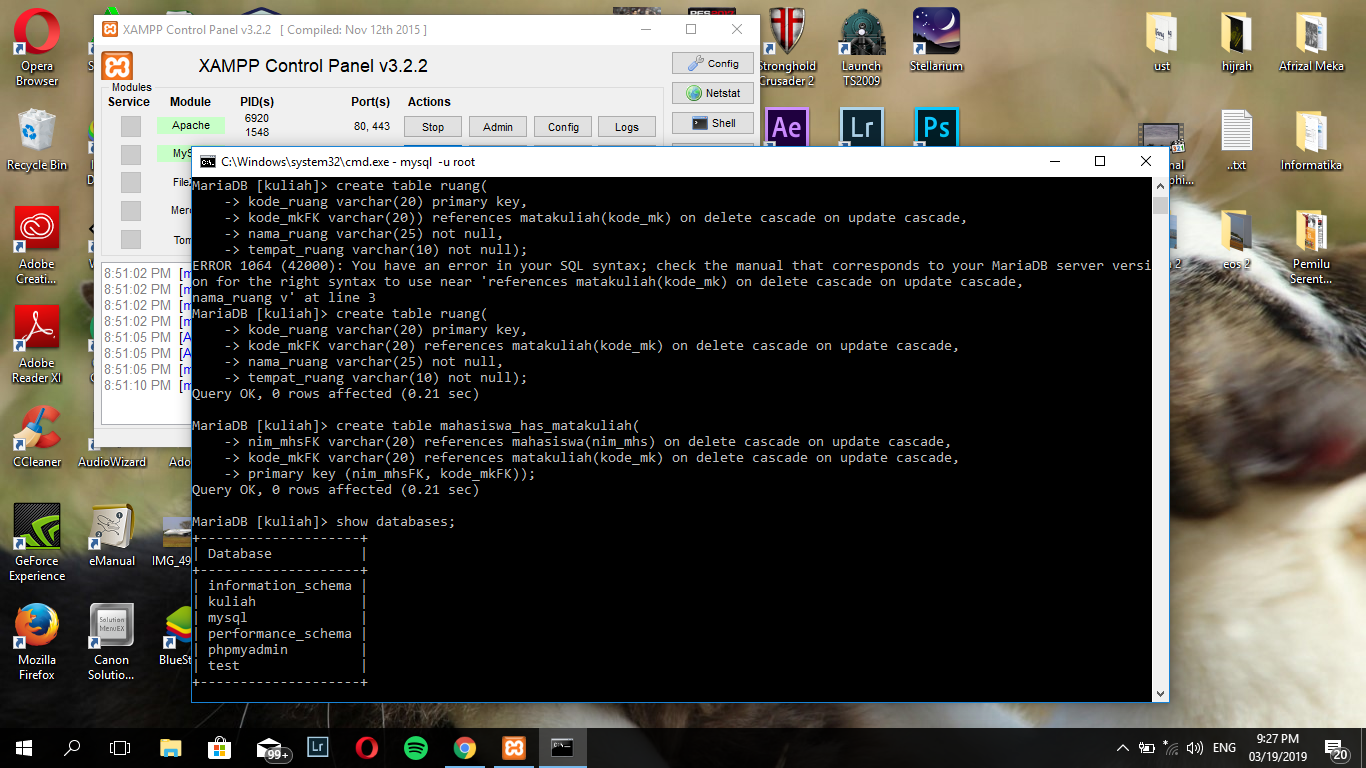 Opera
Browser
Recycle Bin
Adobe
Creati...
Adobe
Reader XI
CCleaner
AudioWizard
Ado
GeForce
Experience
eManual
IMG_49
Mozilla
Firefox
Solution
Menu EX
Canon
Solutio...
BlueSt
XAMPP Control Panel v3.2.2 [ Compiled: Nov 12th 2015 ]
XAMPP Control Panel v3.2.2
Config
Netstat
Shell
Modules
Service
Module
PID(s)
Port(s)
Actions
Apache
6920
1548
80, 443
Stop
Admin
Config
Logs
MyS
File
Merc
Tom
8:51:02 PM [m
8:51:02 PM [m
8:51:02 PM [m
8:51:02 PM [m
8:51:05 PM [A
8:51:05 PM [A
8:51:05 PM [m
8:51:10 PM [m
C:\Windows\system32\cmd.exe - mysql -u root
MariaDB [kuliah]> create table ruang(
-> kode_ruang varchar(20) primary key,
-> kode_mkFK varchar(20)) references matakuliah(kode_mk) on delete cascade on update cascade,
-> nama_ruang varchar(25) not null,
-> tempat_ruang varchar(10) not null);
ERROR 1064 (42000): You have an error in your SQL syntax; check the manual that corresponds to your MariaDB server versi
on for the right syntax to use near 'references matakuliah(kode_mk) on delete cascade on update cascade,
nama_ruang v' at line 3
MariaDB [kuliah]> create table ruang(
-> kode_ruang varchar(20) primary key,
-> kode_mkFK varchar(20) references matakuliah(kode_mk) on delete cascade on update cascade,
-> nama_ruang varchar(25) not null,
-> tempat_ruang varchar(10) not null);
Query OK, 0 rows affected (0.21 sec)
MariaDB [kuliah]> create table mahasiswa_has_matakuliah(
-> nim_mhsFK varchar(20) references mahasiswa(nim_mhs) on delete cascade on update cascade,
-> kode_mkFK varchar(20) references matakuliah(kode_mk) on delete cascade on update cascade,
-> primary key (nim_mhsFK, kode_mkFK));
Query OK, 0 rows affected (0.21 sec)
MariaDB [kuliah]> show databases;
+--------------------+
| Database           |
+--------------------+
| information_schema |
| kuliah             |
| mysql              |
| performance_schema |
| phpmyadmin         |
| test               |
+--------------------+
Stronghold
Crusader 2
Launch
TS2009
Stellarium
Ae
Lr
Ps
ust
hijrah
Afrizal Meka
..txt
Informatika
eos 2
Pemilu
Serent...
99+
Lr
ENG
9:27 PM
03/19/2019
20